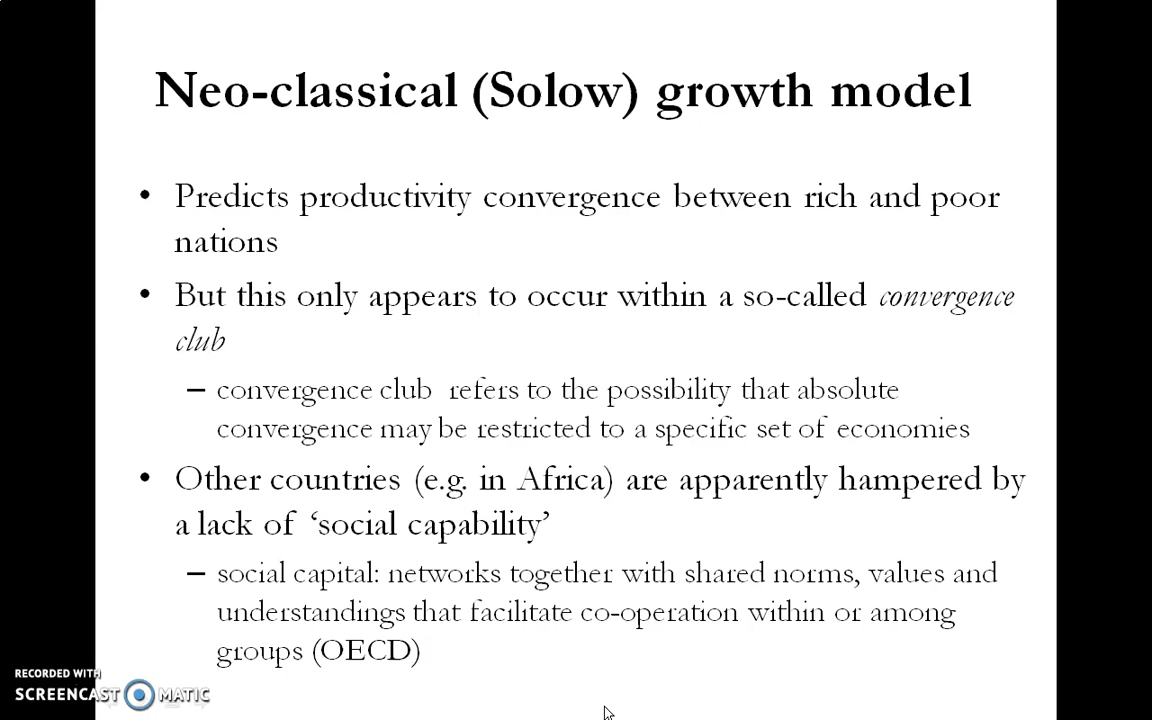 Neo-classical (Solow) growth model
• Predicts productivity convergence between rich and poor
nations
• But this only appears to occur within a so-called convergence
club
– convergence club  refers to the possibility that absolute
convergence may be restricted to a specific set of economies
• Other countries (e.g. in Africa) are apparently hampered by
a lack of ‘social capability’
– social capital: networks together with shared norms, values and
understandings that facilitate co-operation within or among
groups (OECD)
RECORDED WITH
SCREENCAST MATIC